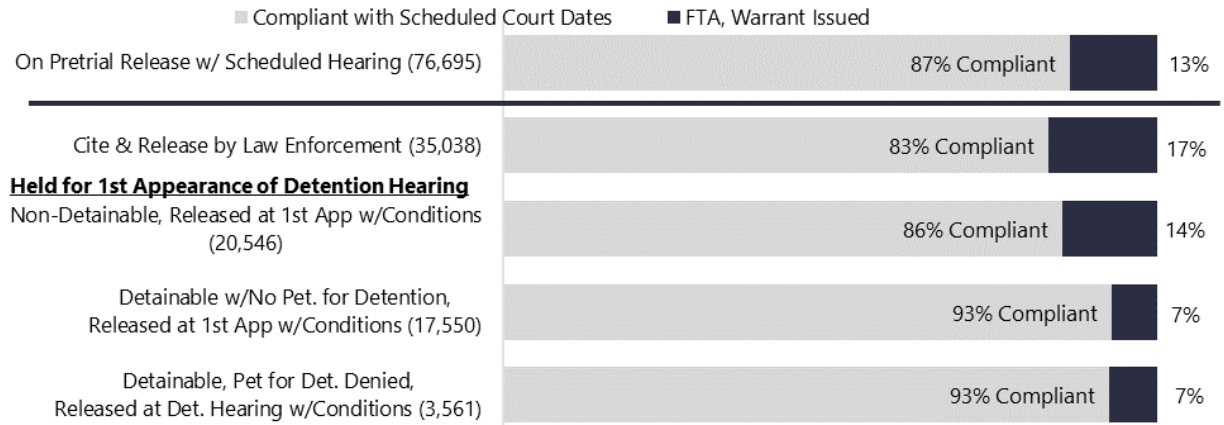 Compliant with Scheduled Court Dates FTA, Warrant Issued
On Pretrial Release w/ Scheduled Hearing (76,695) 87% Compliant 13%
Cite & Release by Law Enforcement (35,038) 83% Compliant 17%
Held for 1st Appearance of Detention Hearing
Non-Detainable, Released at 1st App w/Conditions
(20,546) 86% Compliant 14%
Detainable w/No Pet. for Detention,
Released at 1st App w/Conditions (17,550) 93% Compliant 7%
Detainable, Pet for Det. Denied,
Released at Det. Hearing w/Conditions (3,561) 93% Compliant 7%